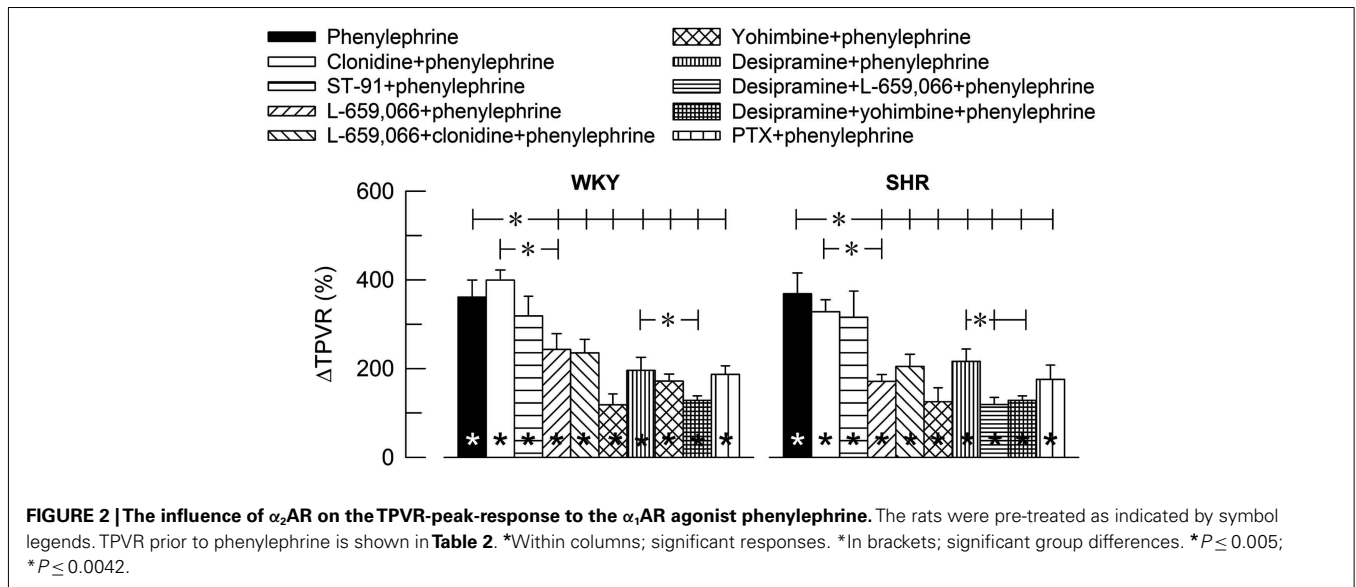 Phenylephrine
Clonidine+phenylephrine
ST-91+phenylephrine
L-659,066+phenylephrine
L-659,066+clonidine+phenylephrine
Yohimbine+phenylephrine
Desipramine+phenylephrine
Desipramine+L-659,066+phenylephrine
Desipramine+yohimbine+phenylephrine
PTX+phenylephrine
WKY
SHR
600
400
200
0
ΔTPVR (%)
* *
* *
* *
* * * * * * * * * *
* * * * * * * * * *
FIGURE 2 | The influence of α₂AR on the TPVR-peak-response to the α₁AR agonist phenylephrine. The rats were pre-treated as indicated by symbol
legends. TPVR prior to phenylephrine is shown in Table 2. *Within columns; significant responses. *In brackets; significant group differences. *P ≤ 0.005;
*P ≤ 0.0042.